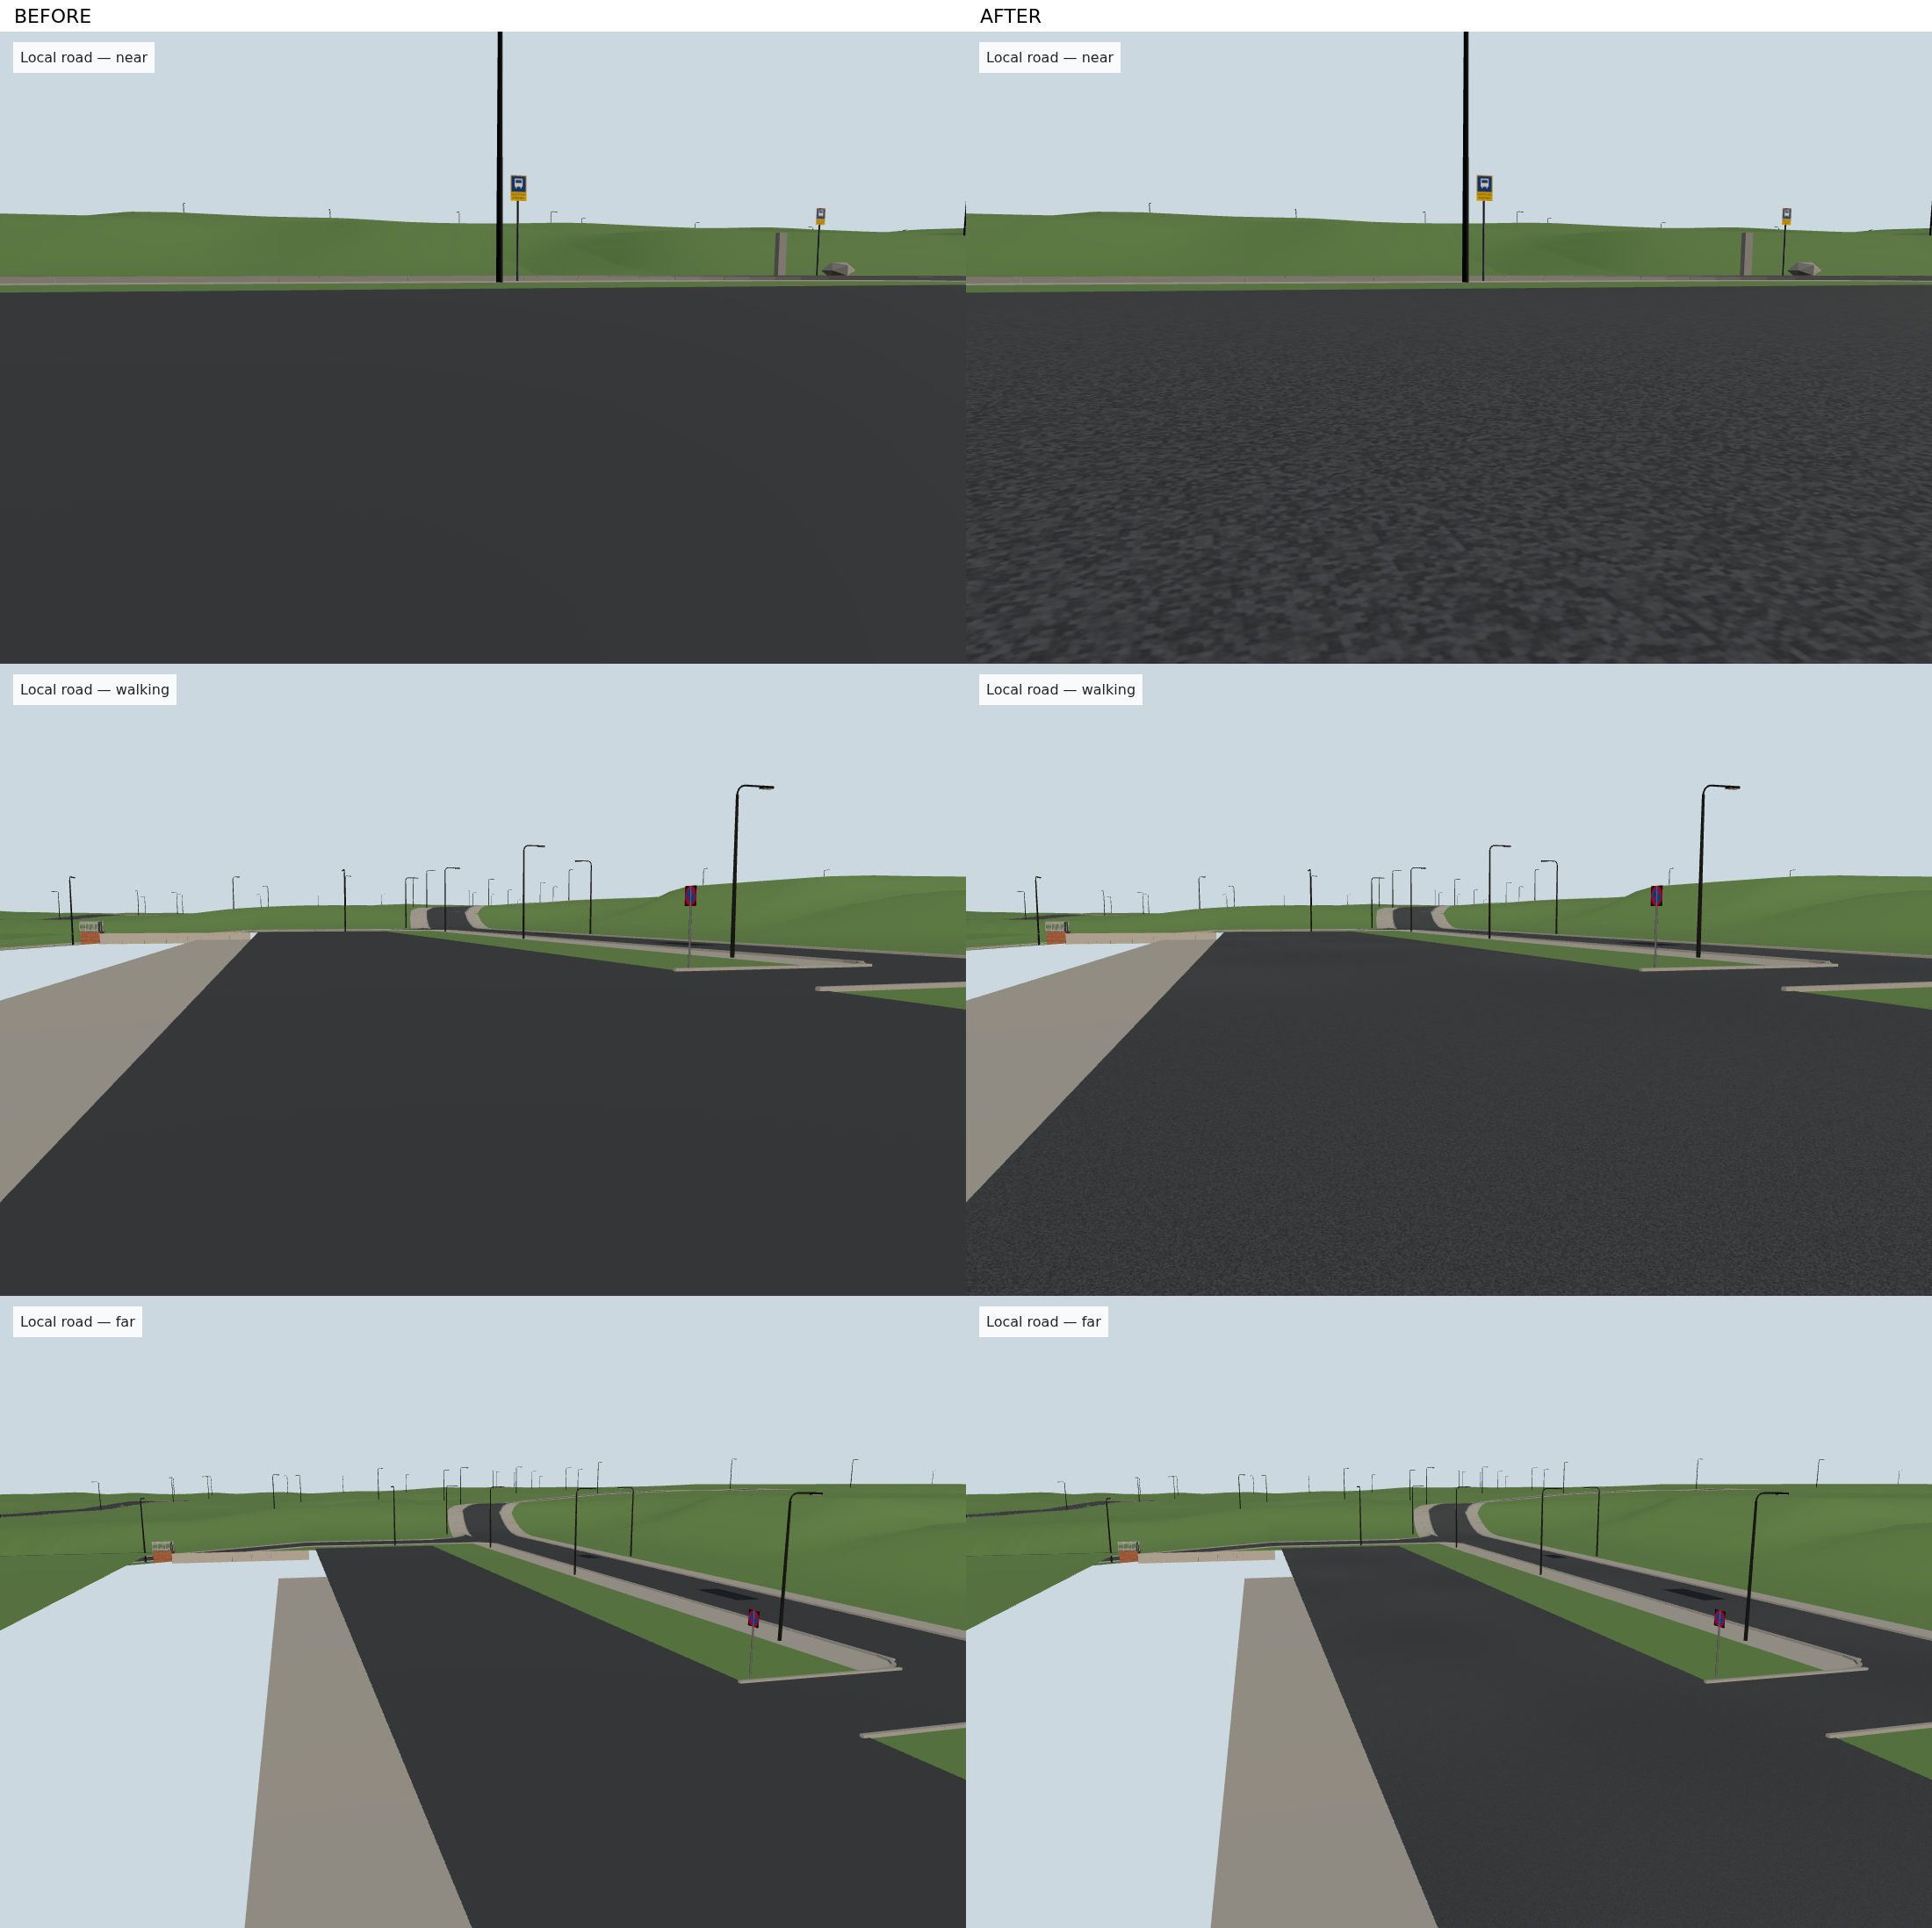 BEFORE
AFTER
Local road — near
Local road — near
Local road — walking
Local road — walking
Local road — far
Local road — far